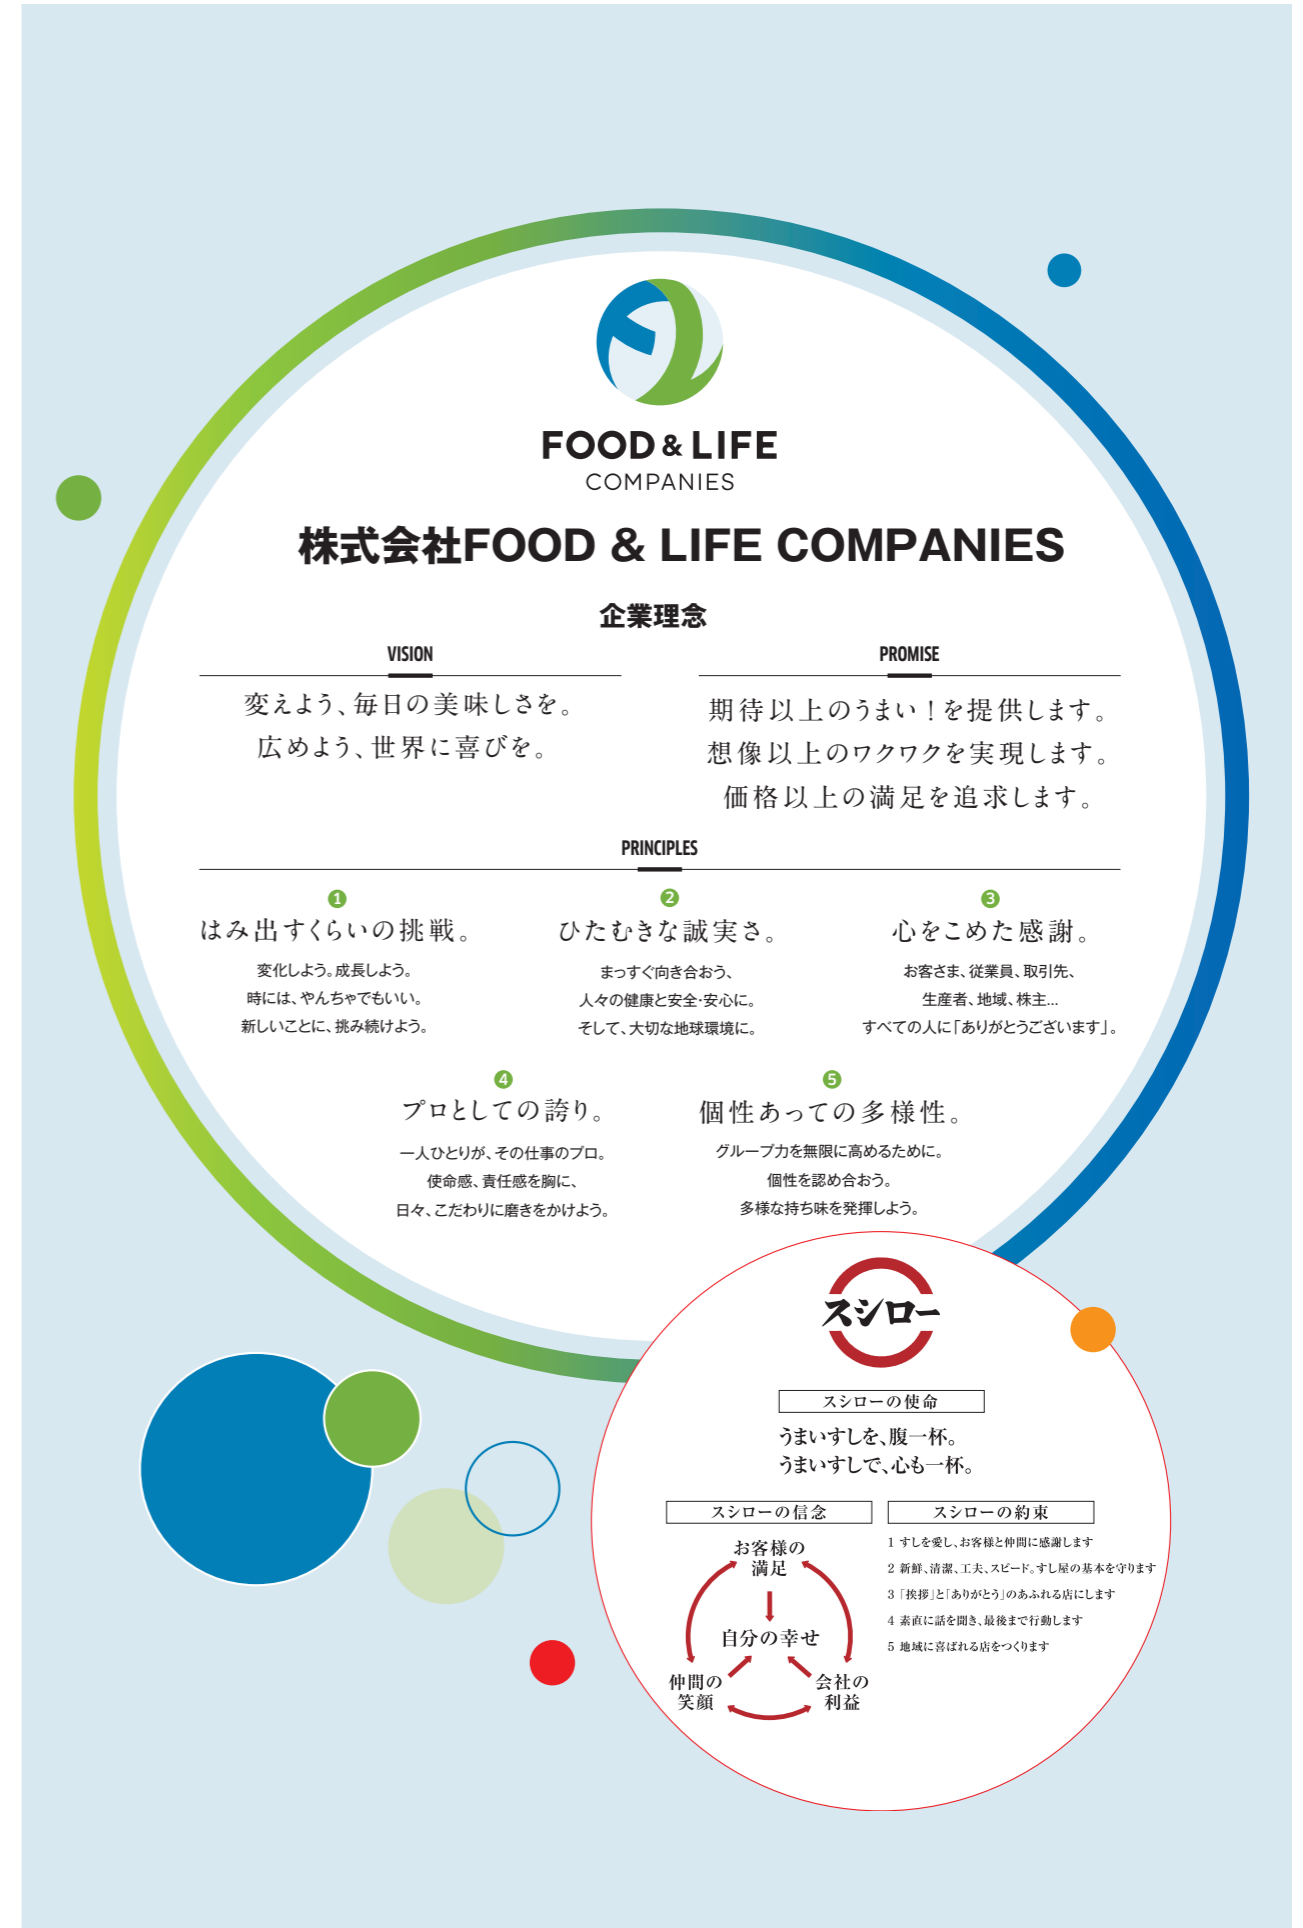 FOOD & LIFE
COMPANIES
株式会社FOOD & LIFE COMPANIES
企業理念
VISION
変えよう、毎日の美味しさを。
広めよう、世界に喜びを。
PROMISE
期待以上のうまい！を提供します。
想像以上のワクワクを実現します。
価格以上の満足を追求します。
PRINCIPLES
1
はみ出すくらいの挑戦。
変化しよう。成長しよう。
時には、やんちゃでもいい。
新しいことに、挑み続けよう。
2
ひたむきな誠実さ。
まっすぐ向き合おう、
人々の健康と安全・安心に。
そして、大切な地球環境に。
3
心をこめた感謝。
お客さま、従業員、取引先、
生産者、地域、株主...
すべての人に「ありがとうございます」。
4
プロとしての誇り。
一人ひとりが、その仕事のプロ。
使命感、責任感を胸に、
日々、こだわりに磨きをかけよう。
5
個性あっての多様性。
グループ力を無限に高めるために。
個性を認め合おう。
多様な持ち味を発揮しよう。
スシロー
スシローの使命
うまいすしを、腹一杯。
うまいすしで、心も一杯。
スシローの信念
お客様の
満足
自分の幸せ
仲間の
笑顔
会社の
利益
スシローの約束
1 すしを愛し、お客様と仲間に感謝します
2 新鮮、清潔、工夫、スピード。すし屋の基本を守ります
3 「挨拶」と「ありがとう」のあふれる店にします
4 素直に話を聞き、最後まで行動します
5 地域に喜ばれる店をつくります